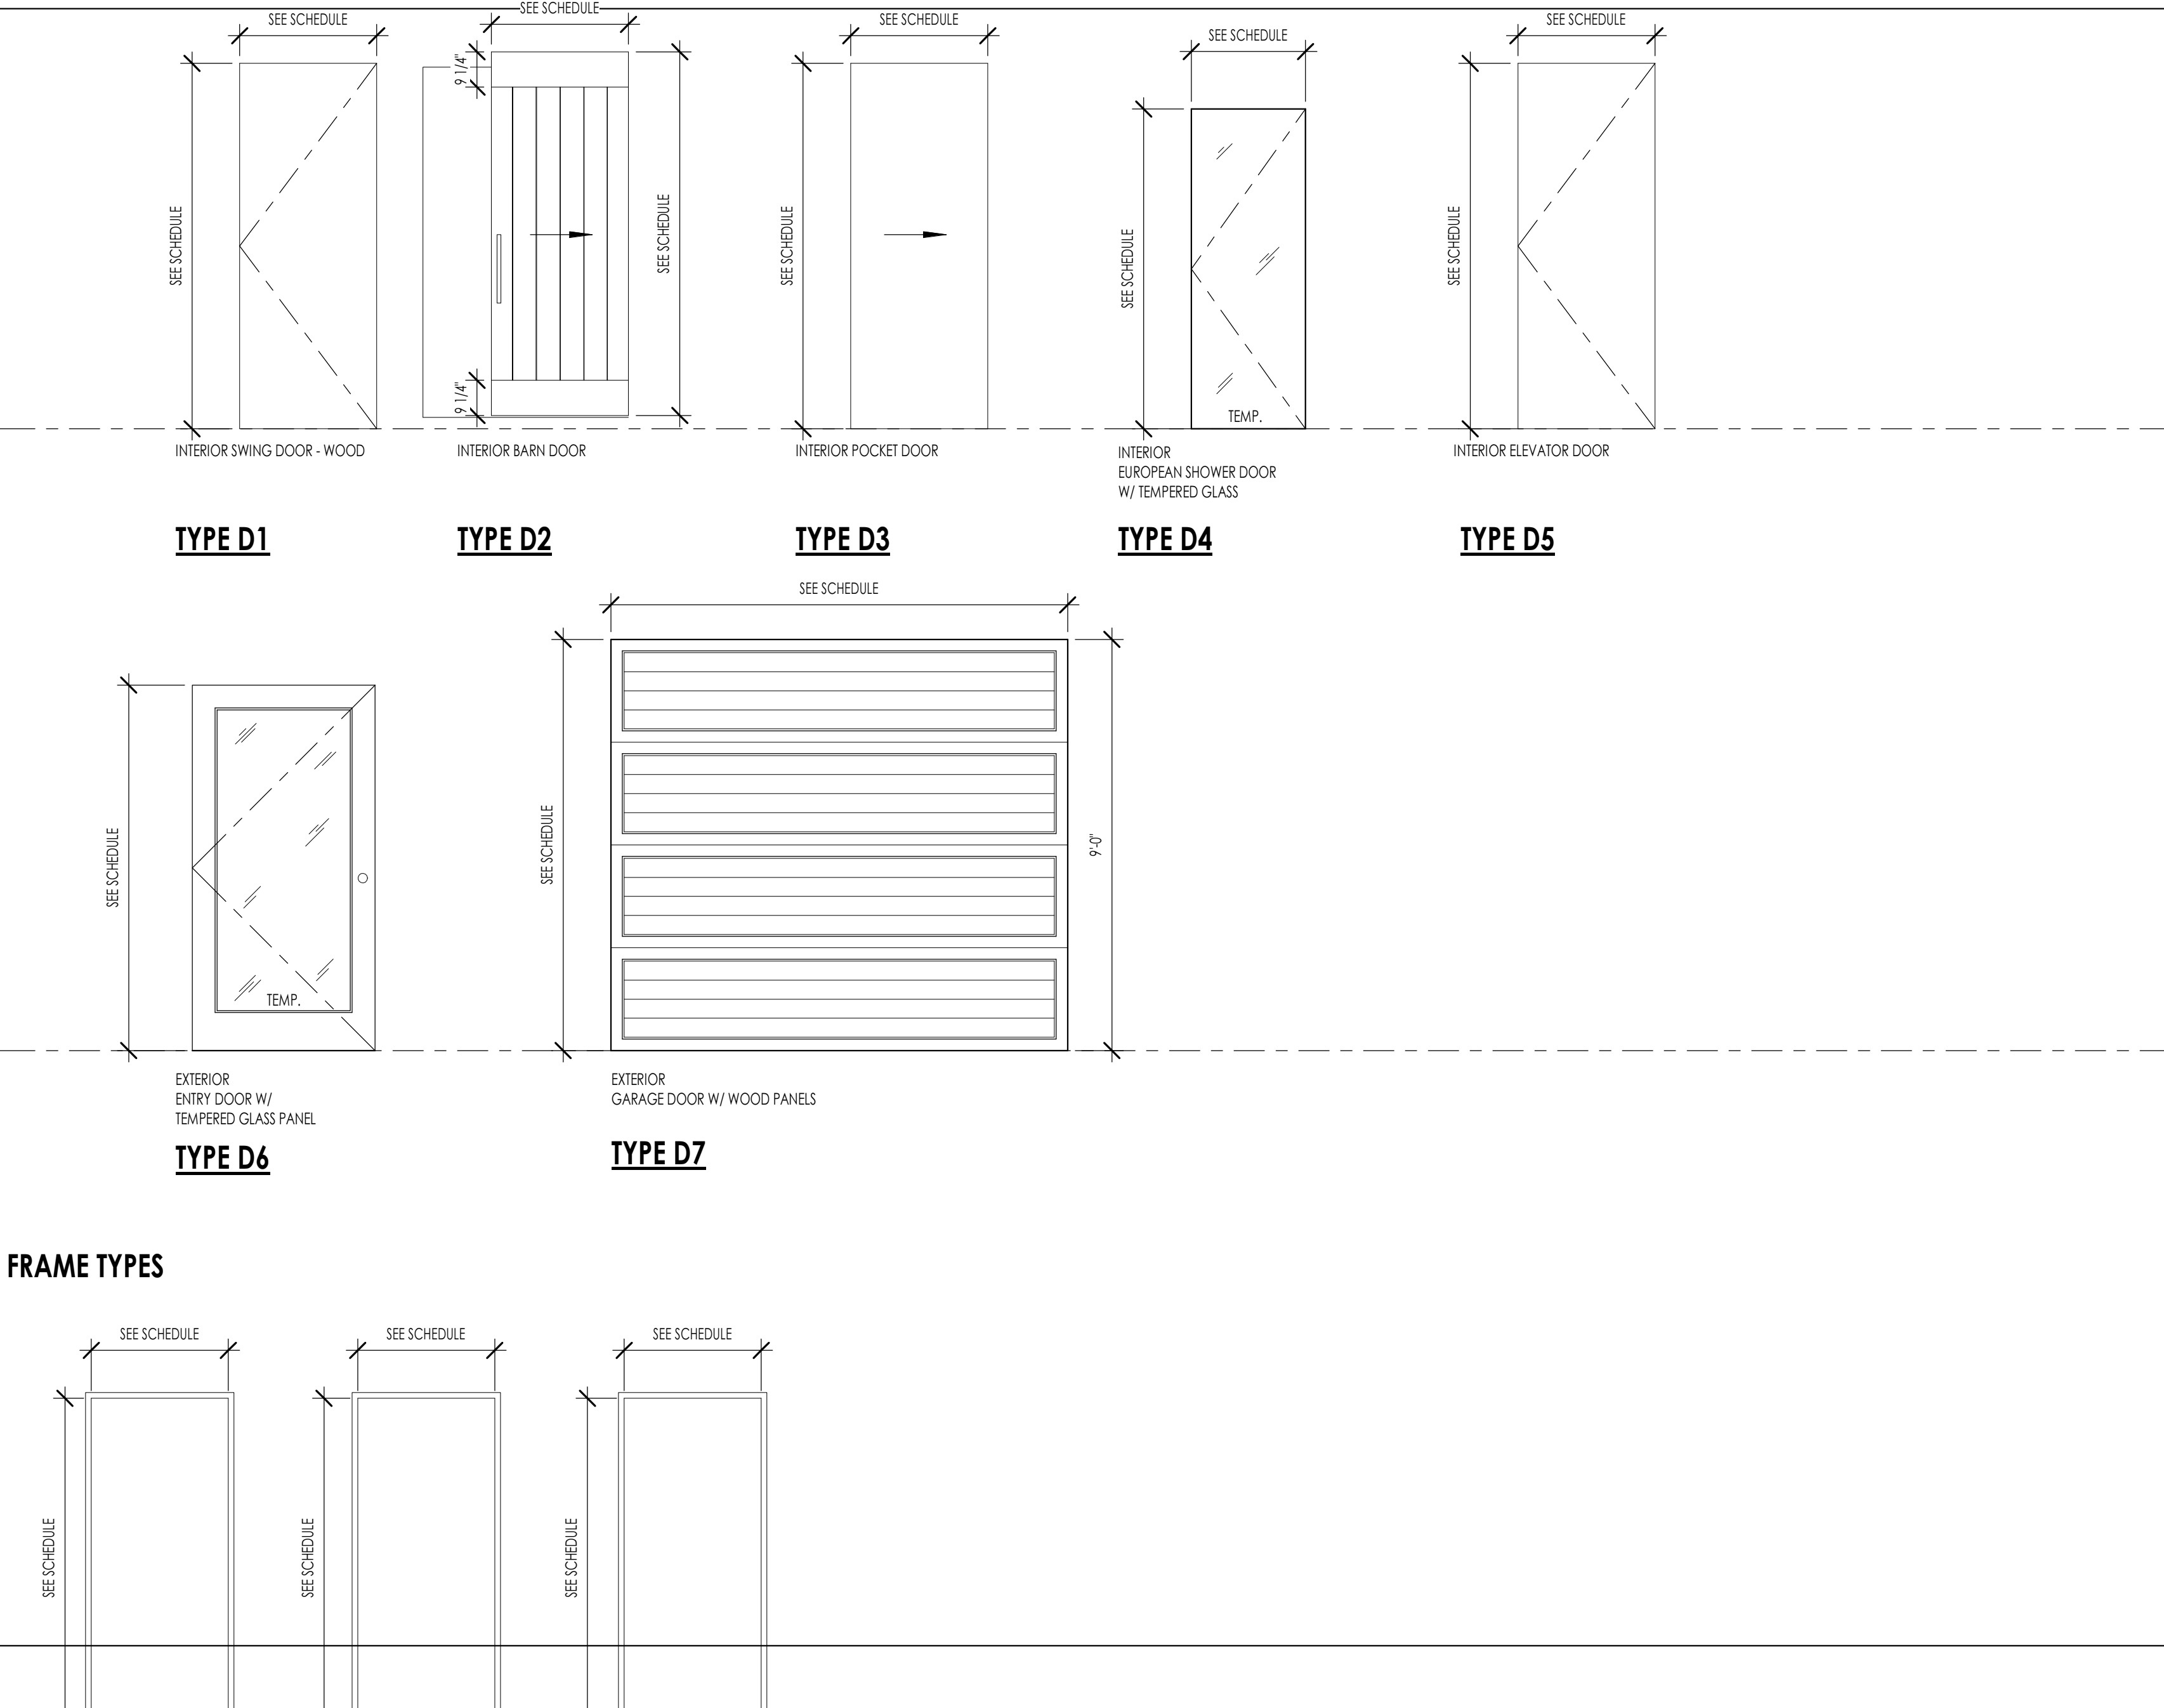 SEE SCHEDULE
SEE SCHEDULE
SEE SCHEDULE
SEE SCHEDULE
SEE SCHEDULE
9 1/4"
9 1/4"
SEE SCHEDULE
SEE SCHEDULE
SEE SCHEDULE
SEE SCHEDULE
SEE SCHEDULE
TEMP.
INTERIOR SWING DOOR - WOOD
INTERIOR BARN DOOR
INTERIOR POCKET DOOR
INTERIOR
EUROPEAN SHOWER DOOR
W/ TEMPERED GLASS
INTERIOR ELEVATOR DOOR
TYPE D1
TYPE D2
TYPE D3
TYPE D4
TYPE D5
SEE SCHEDULE
SEE SCHEDULE
SEE SCHEDULE
9'-0"
TEMP.
EXTERIOR
ENTRY DOOR W/
TEMPERED GLASS PANEL
TYPE D6
EXTERIOR
GARAGE DOOR W/ WOOD PANELS
TYPE D7
FRAME TYPES
SEE SCHEDULE
SEE SCHEDULE
SEE SCHEDULE
SEE SCHEDULE
SEE SCHEDULE
SEE SCHEDULE